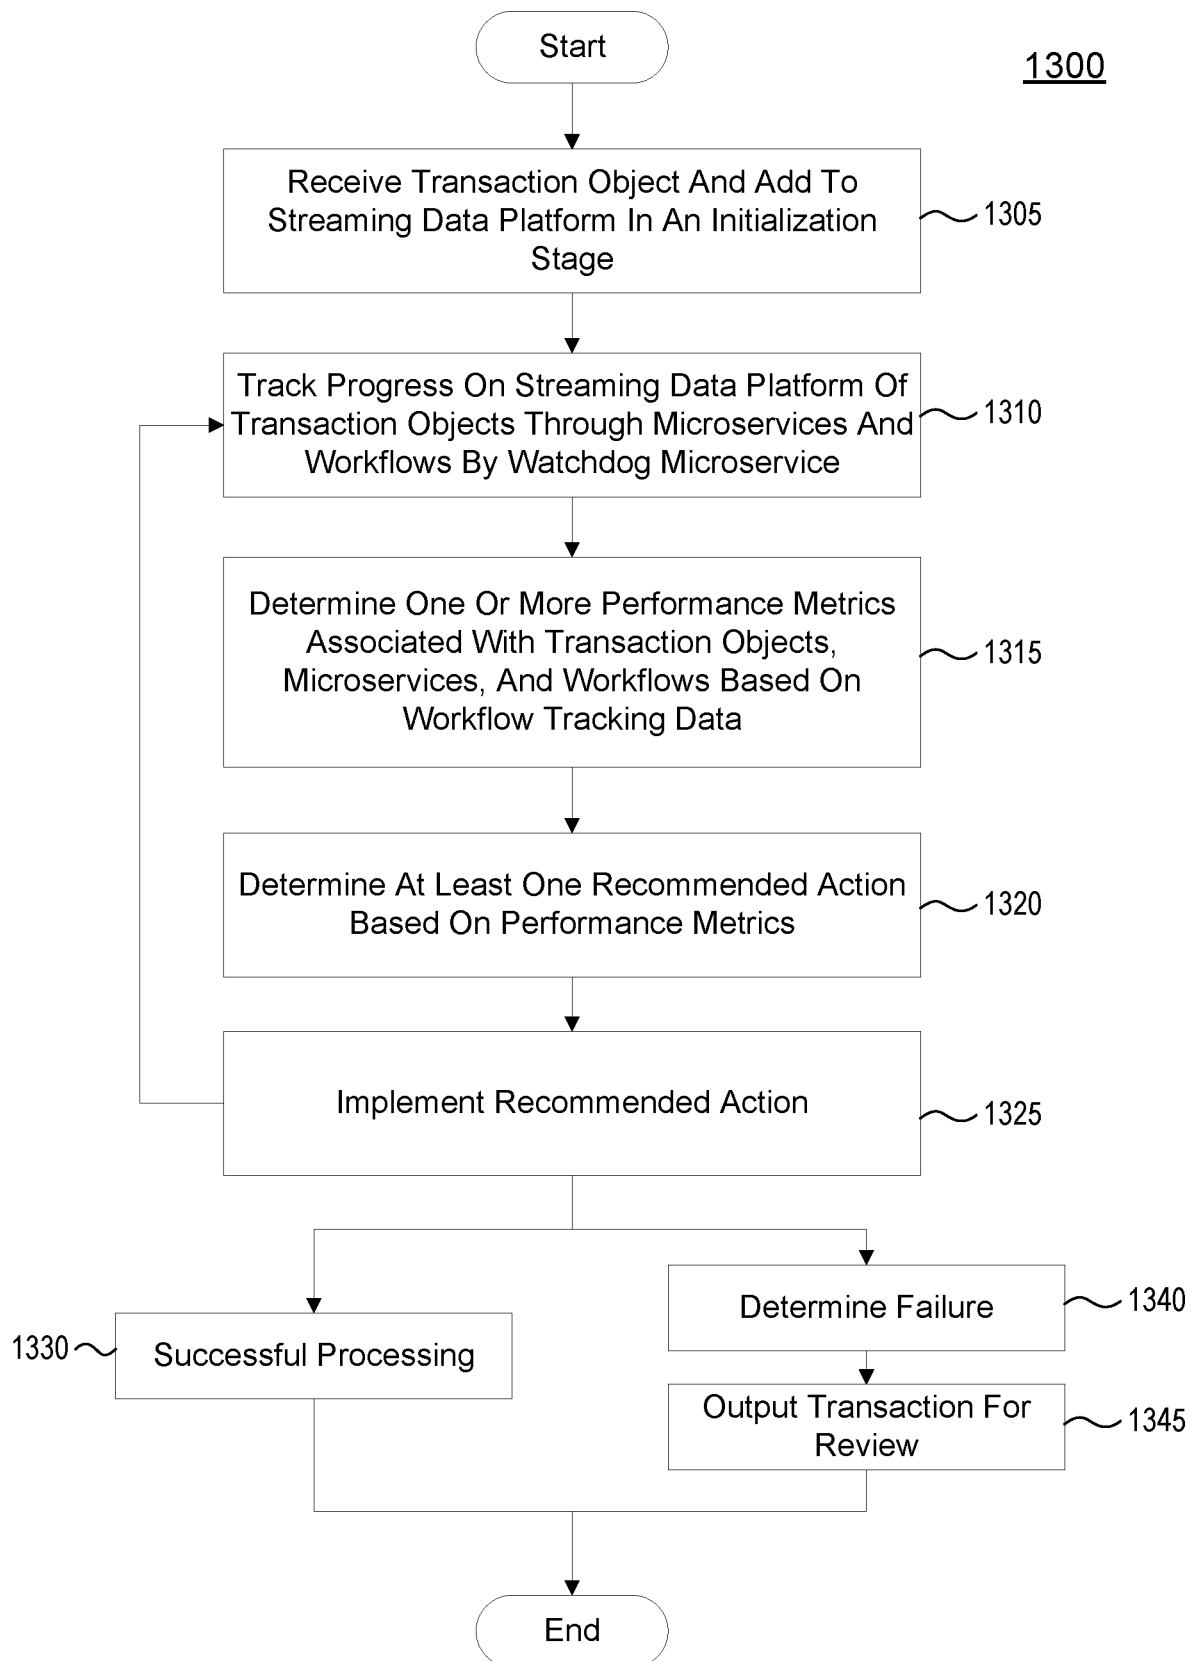 Start
1300
Receive Transaction Object And Add To
Streaming Data Platform In An Initialization
Stage
1305
Track Progress On Streaming Data Platform Of
Transaction Objects Through Microservices And
Workflows By Watchdog Microservice
1310
Determine One Or More Performance Metrics
Associated With Transaction Objects,
Microservices, And Workflows Based On
Workflow Tracking Data
1315
Determine At Least One Recommended Action
Based On Performance Metrics
1320
Implement Recommended Action
1325
1330
Successful Processing
Determine Failure
1340
Output Transaction For
Review
1345
End